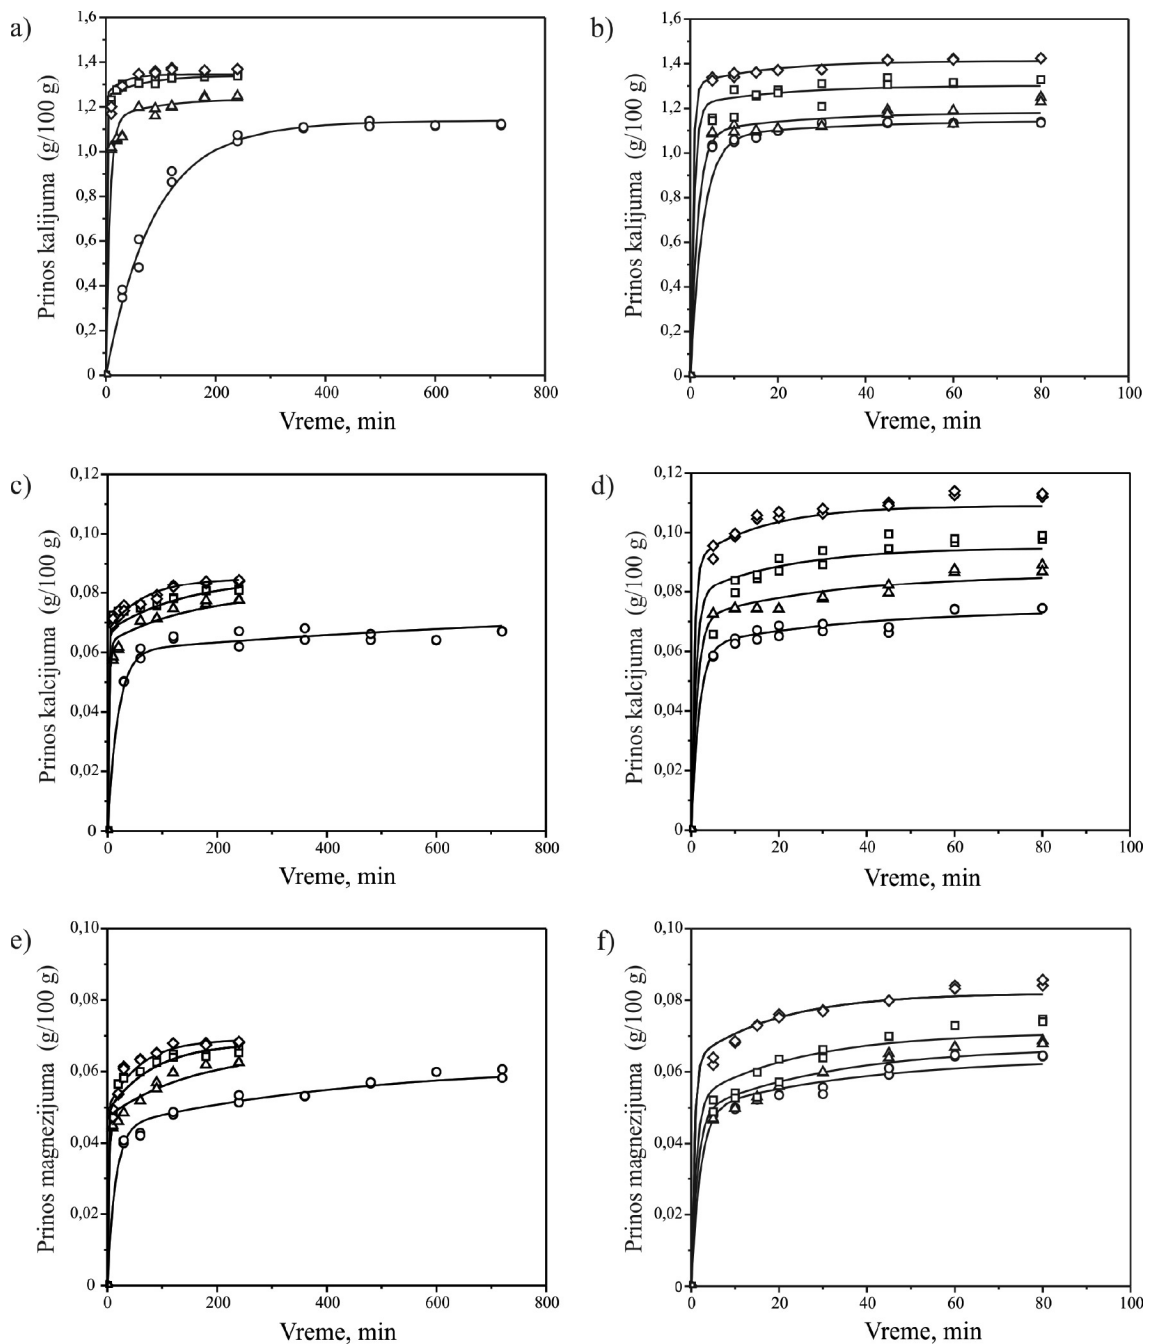 a)
Prinos kalijuma (g/100 g)
1,6
1,4
1,2
1,0
0,8
0,6
0,4
0,2
0
0 200 400 600 800
Vreme, min
b)
Prinos kalijuma (g/100 g)
1,6
1,4
1,2
1,0
0,8
0,6
0,4
0,2
0
0 20 40 60 80 100
Vreme, min
c)
Prinos kalcijuma (g/100 g)
0,12
0,10
0,08
0,06
0,04
0,02
0
0 200 400 600 800
Vreme, min
d)
Prinos kalcijuma (g/100 g)
0,12
0,10
0,08
0,06
0,04
0,02
0
0 20 40 60 80 100
Vreme, min
e)
Prinos magnezijuma (g/100 g)
0,10
0,08
0,06
0,04
0,02
0
0 200 400 600 800
Vreme, min
f)
Prinos magnezijuma (g/100 g)
0,10
0,08
0,06
0,04
0,02
0
0 20 40 60 80 100
Vreme, min